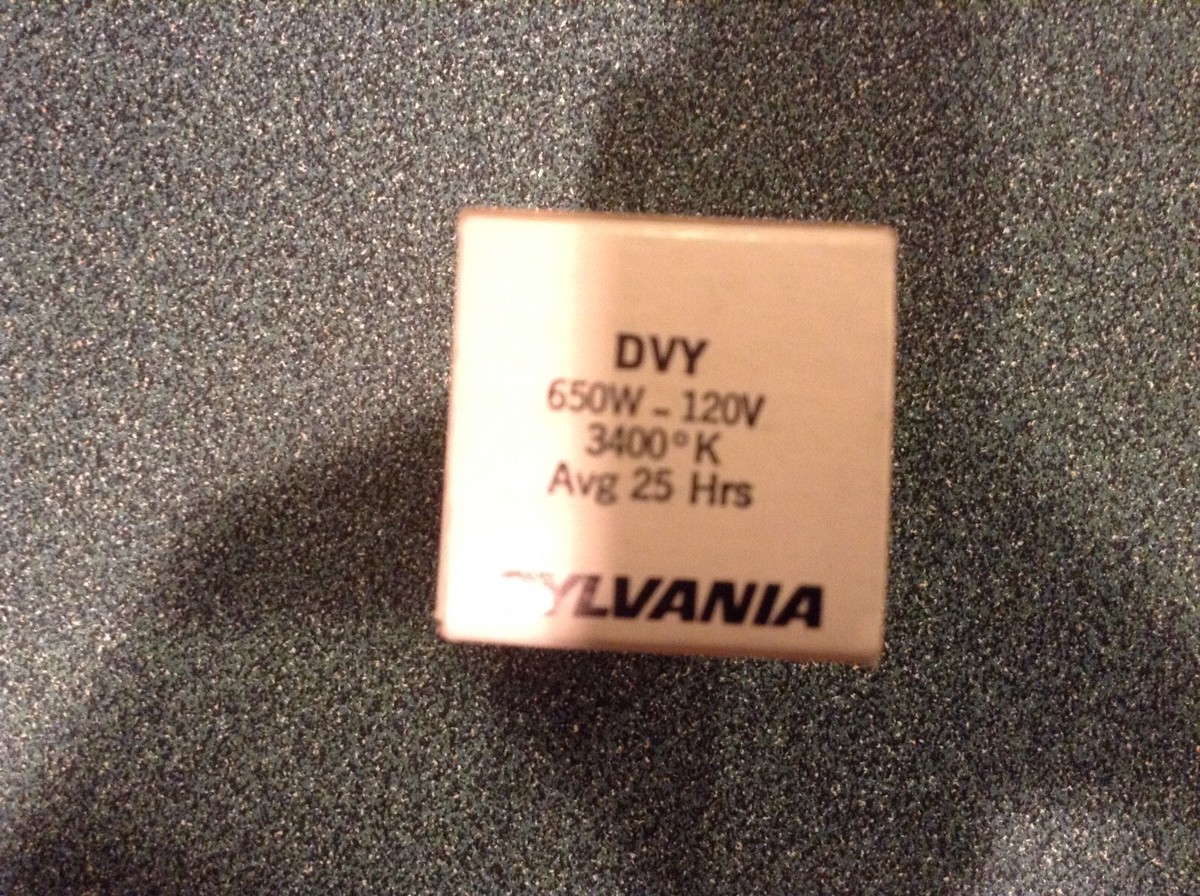 DVY
650W - 120V
3400°K
Avg 25 Hrs
SYLVANIA